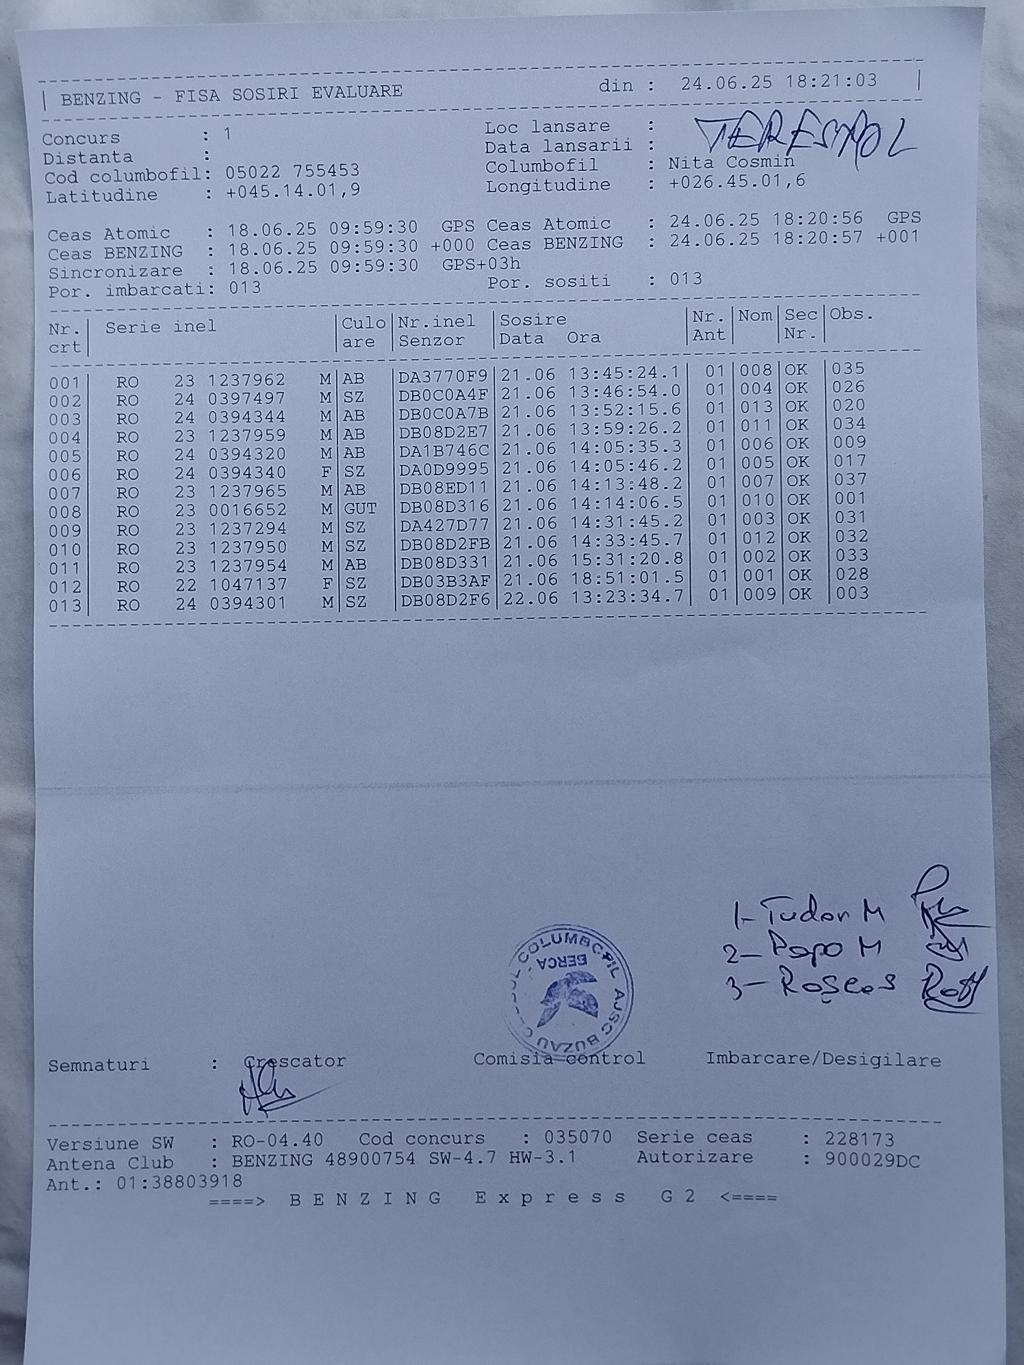 BENZING - FISA SOSIRI EVALUARE din : 24.06.25 18:21:03
Concurs : 1 Loc lansare : TERESPOL
Distanta : Data lansarii :
Cod columbofil: 05022 755453 Columbofil : Nita Cosmin
Latitudine : +045.14.01,9 Longitudine : +026.45.01,6
Ceas Atomic : 18.06.25 09:59:30 GPS Ceas Atomic : 24.06.25 18:20:56 GPS
Ceas BENZING : 18.06.25 09:59:30 +000 Ceas BENZING : 24.06.25 18:20:57 +001
Sincronizare : 18.06.25 09:59:30 GPS+03h
Por. imbarcati: 013 Por. sositi : 013
Nr. Serie inel Culo Nr.inel Sosire Nr. Nom Sec Obs.
crt are Senzor Data Ora Ant Nr.
001 RO 23 1237962 M AB DA3770F9 21.06 13:45:24.1 01 008 OK 035
002 RO 24 0397497 M SZ DB0C0A4F 21.06 13:46:54.0 01 004 OK 026
003 RO 24 0394344 M AB DB0C0A7B 21.06 13:52:15.6 01 013 OK 020
004 RO 23 1237959 M AB DB08D2E7 21.06 13:59:26.2 01 011 OK 034
005 RO 24 0394320 M AB DA1B746C 21.06 14:05:35.3 01 006 OK 009
006 RO 24 0394340 F SZ DA0D9995 21.06 14:05:46.2 01 005 OK 017
007 RO 23 1237965 M AB DB08ED11 21.06 14:13:48.2 01 007 OK 037
008 RO 23 0016652 M GUT DB08D316 21.06 14:14:06.5 01 010 OK 001
009 RO 23 1237294 M SZ DA427D77 21.06 14:31:45.2 01 003 OK 031
010 RO 23 1237950 M SZ DB08D2FB 21.06 14:33:45.7 01 012 OK 032
011 RO 23 1237954 M AB DB08D331 21.06 15:31:20.8 01 002 OK 033
012 RO 22 1047137 F SZ DB03B3AF 21.06 18:51:01.5 01 001 OK 028
013 RO 24 0394301 M SZ DB08D2F6 22.06 13:23:34.7 01 009 OK 003
1- Tudor M
2- Popo M
3- Roșcos
CLUBUL COLUMBOFIL AJSC BUZAU
BERCA
Semnaturi : Crescator Comisia control Imbarcare/Desigilare
Versiune SW : RO-04.40 Cod concurs : 035070 Serie ceas : 228173
Antena Club : BENZING 48900754 SW-4.7 HW-3.1 Autorizare : 900029DC
Ant.: 01:38803918
====> B E N Z I N G E x p r e s s G 2 <====